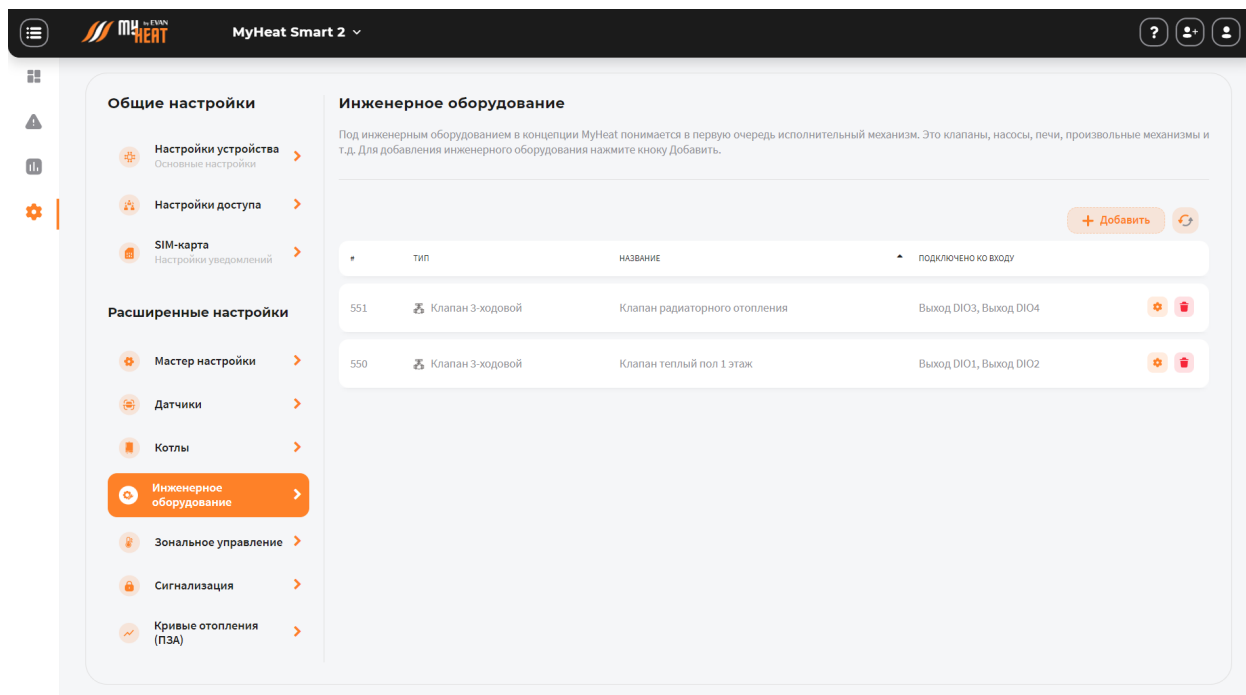 my by EVAN
HEAT
MyHeat Smart 2
?
Общие настройки
Настройки устройства
Основные настройки
Настройки доступа
SIM-карта
Настройки уведомлений
Расширенные настройки
Мастер настройки
Датчики
Котлы
Инженерное
оборудование
Зональное управление
Сигнализация
Кривые отопления
(ПЗА)
Инженерное оборудование
Под инженерным оборудованием в концепции MyHeat понимается в первую очередь исполнительный механизм. Это клапаны, насосы, печи, произвольные механизмы и
т.д. Для добавления инженерного оборудования нажмите кноку Добавить.
+ Добавить
# ТИП НАЗВАНИЕ ПОДКЛЮЧЕНО КО ВХОДУ
551 Клапан 3-ходовой Клапан радиаторного отопления Выход DIO3, Выход DIO4
550 Клапан 3-ходовой Клапан теплый пол 1 этаж Выход DIO1, Выход DIO2